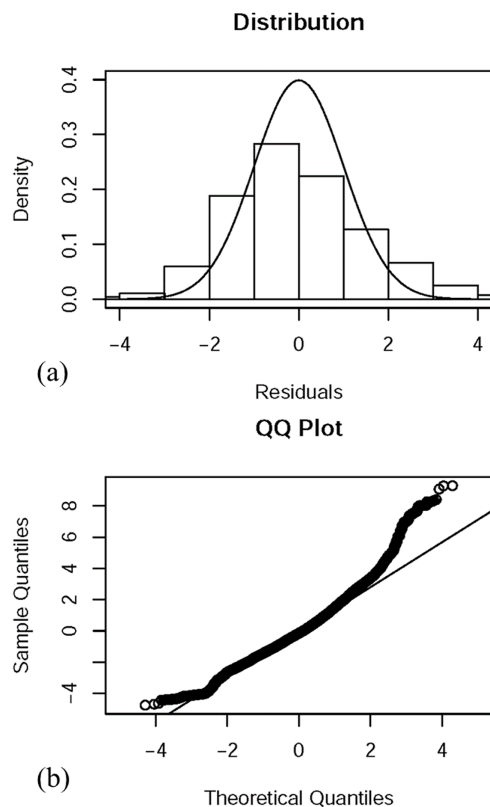 Distribution
0.4
0.3
0.2
0.1
0.0
Density
−4 −2 0 2 4
Residuals
(a)
QQ Plot
8
6
4
2
0
−4
Sample Quantiles
−4 −2 0 2 4
Theoretical Quantiles
(b)